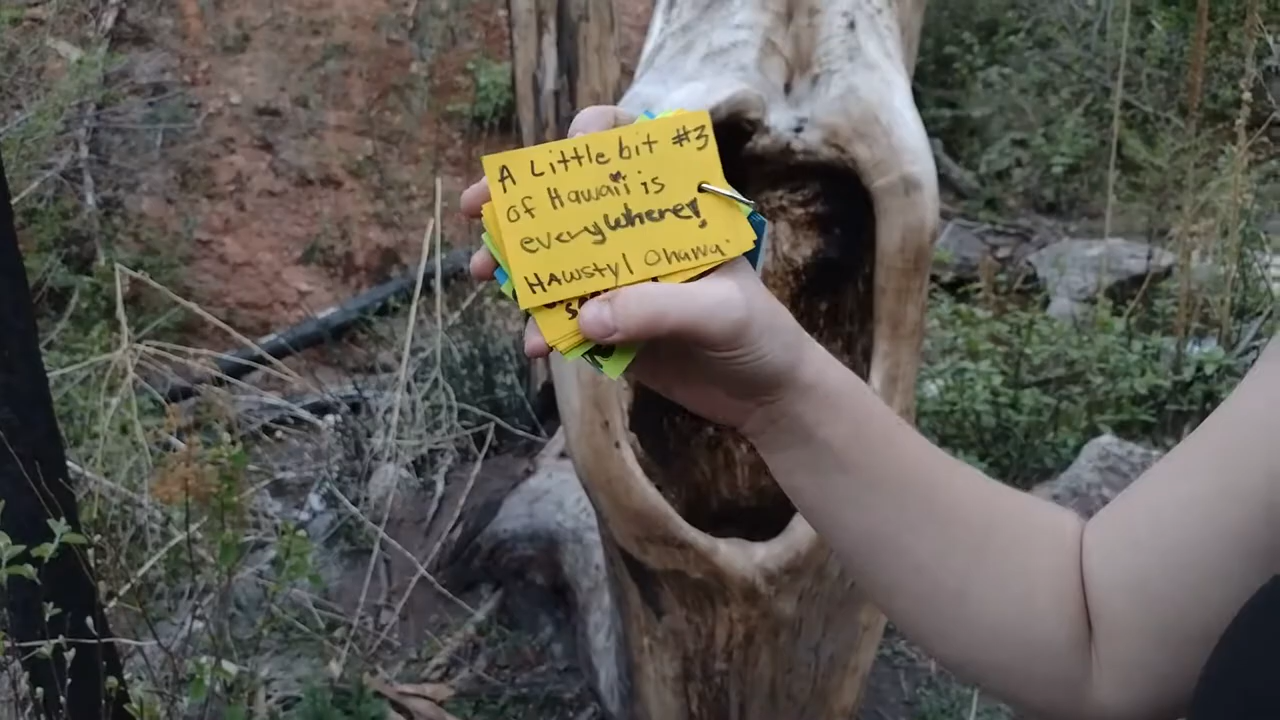 A Little bit #3
of Hawaii is
everywhere!
HAWstyl Ohana.